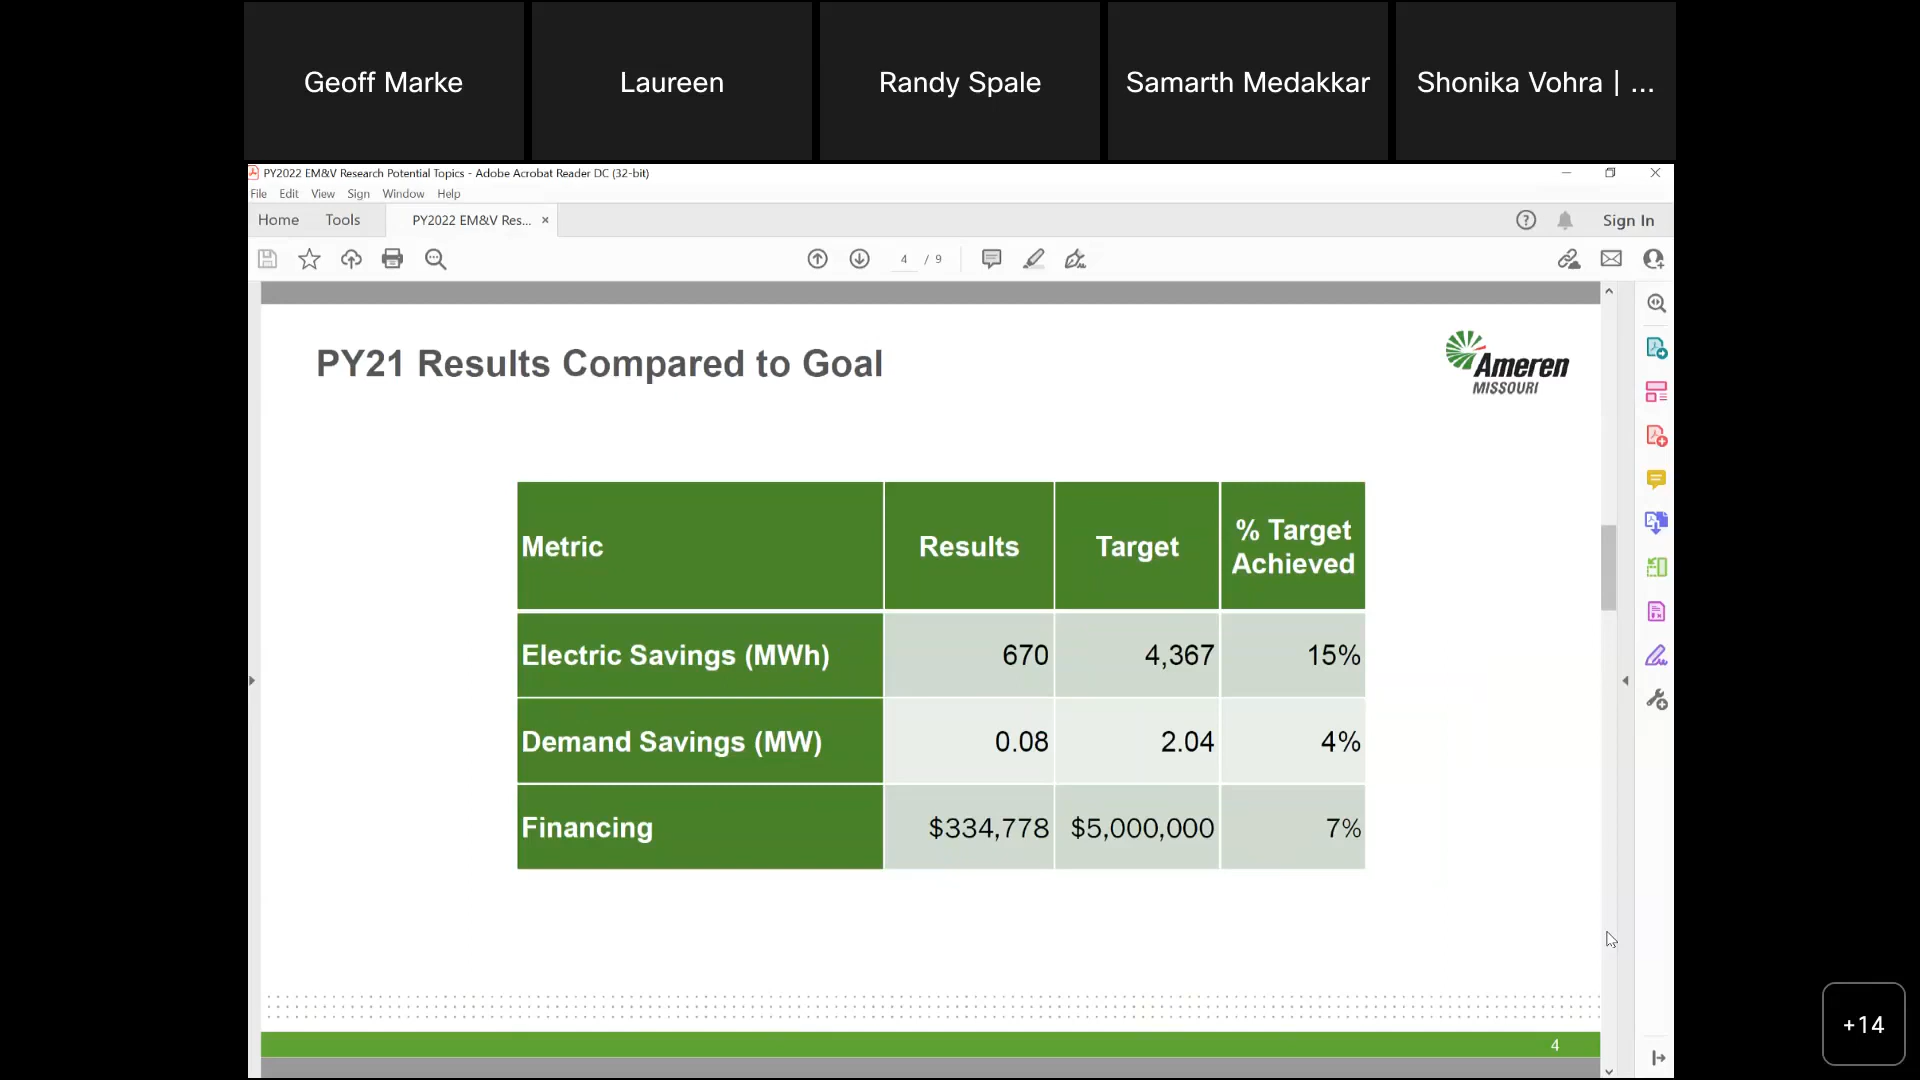 Geoff Marke
Laureen
Randy Spale
Samarth Medakkar
Shonika Vohra | ...
PY2022 EM&V Research Potential Topics - Adobe Acrobat Reader DC (32-bit)
File Edit View Sign Window Help
Home Tools PY2022 EM&V Res... × Sign In
4 / 9
PY21 Results Compared to Goal
Ameren
MISSOURI
Metric Results Target % Target Achieved
Electric Savings (MWh) 670 4,367 15%
Demand Savings (MW) 0.08 2.04 4%
Financing $334,778 $5,000,000 7%
4
+14